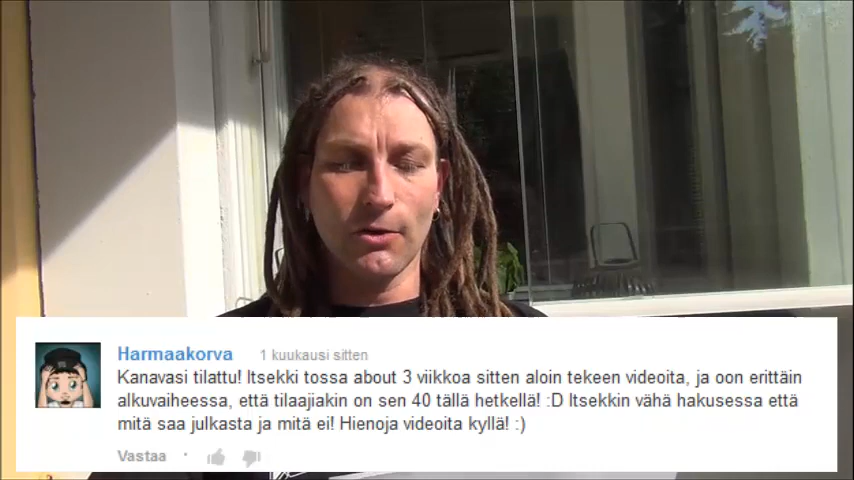 Harmaakorva 1 kuukausi sitten
Kanavasi tilattu! Itsekki tossa about 3 viikkoa sitten aloin tekeen videoita, ja oon erittäin
alkuvaiheessa, että tilaajiakin on sen 40 tällä hetkellä! :D Itsekkin vähä hakusessa että
mitä saa julkasta ja mitä ei! Hienoja videoita kyllä! :)
Vastaa ·